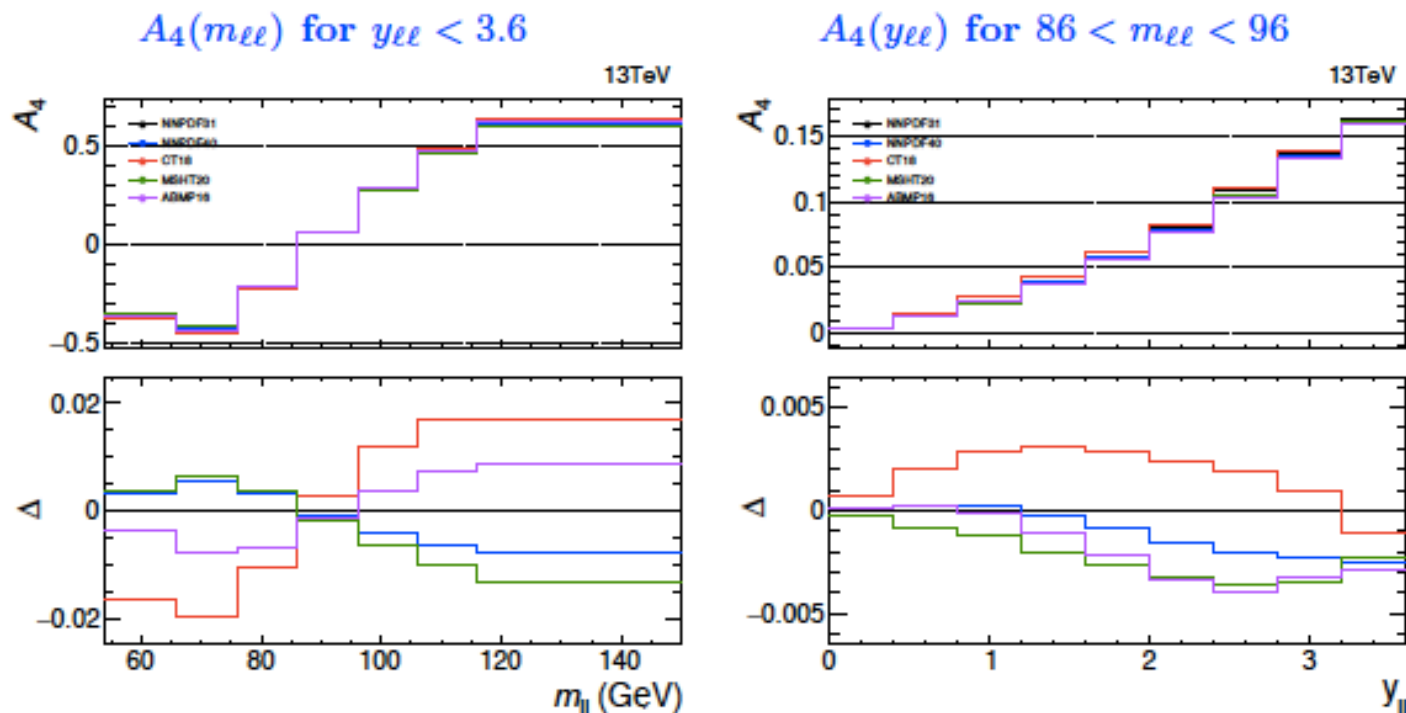 A₄(mℓℓ) for yℓℓ < 3.6
13TeV
A₄
0.5
0
−0.5
NNPDF31
NNPDF40
CT18
MSHT20
ABMP16
Δ
0.02
0
−0.02
60 80 100 120 140
m_ll (GeV)
A₄(yℓℓ) for 86 < mℓℓ < 96
13TeV
A₄
0.15
0.1
0.05
0
NNPDF31
NNPDF40
CT18
MSHT20
ABMP16
Δ
0.005
0
−0.005
0 1 2 3
y_ll